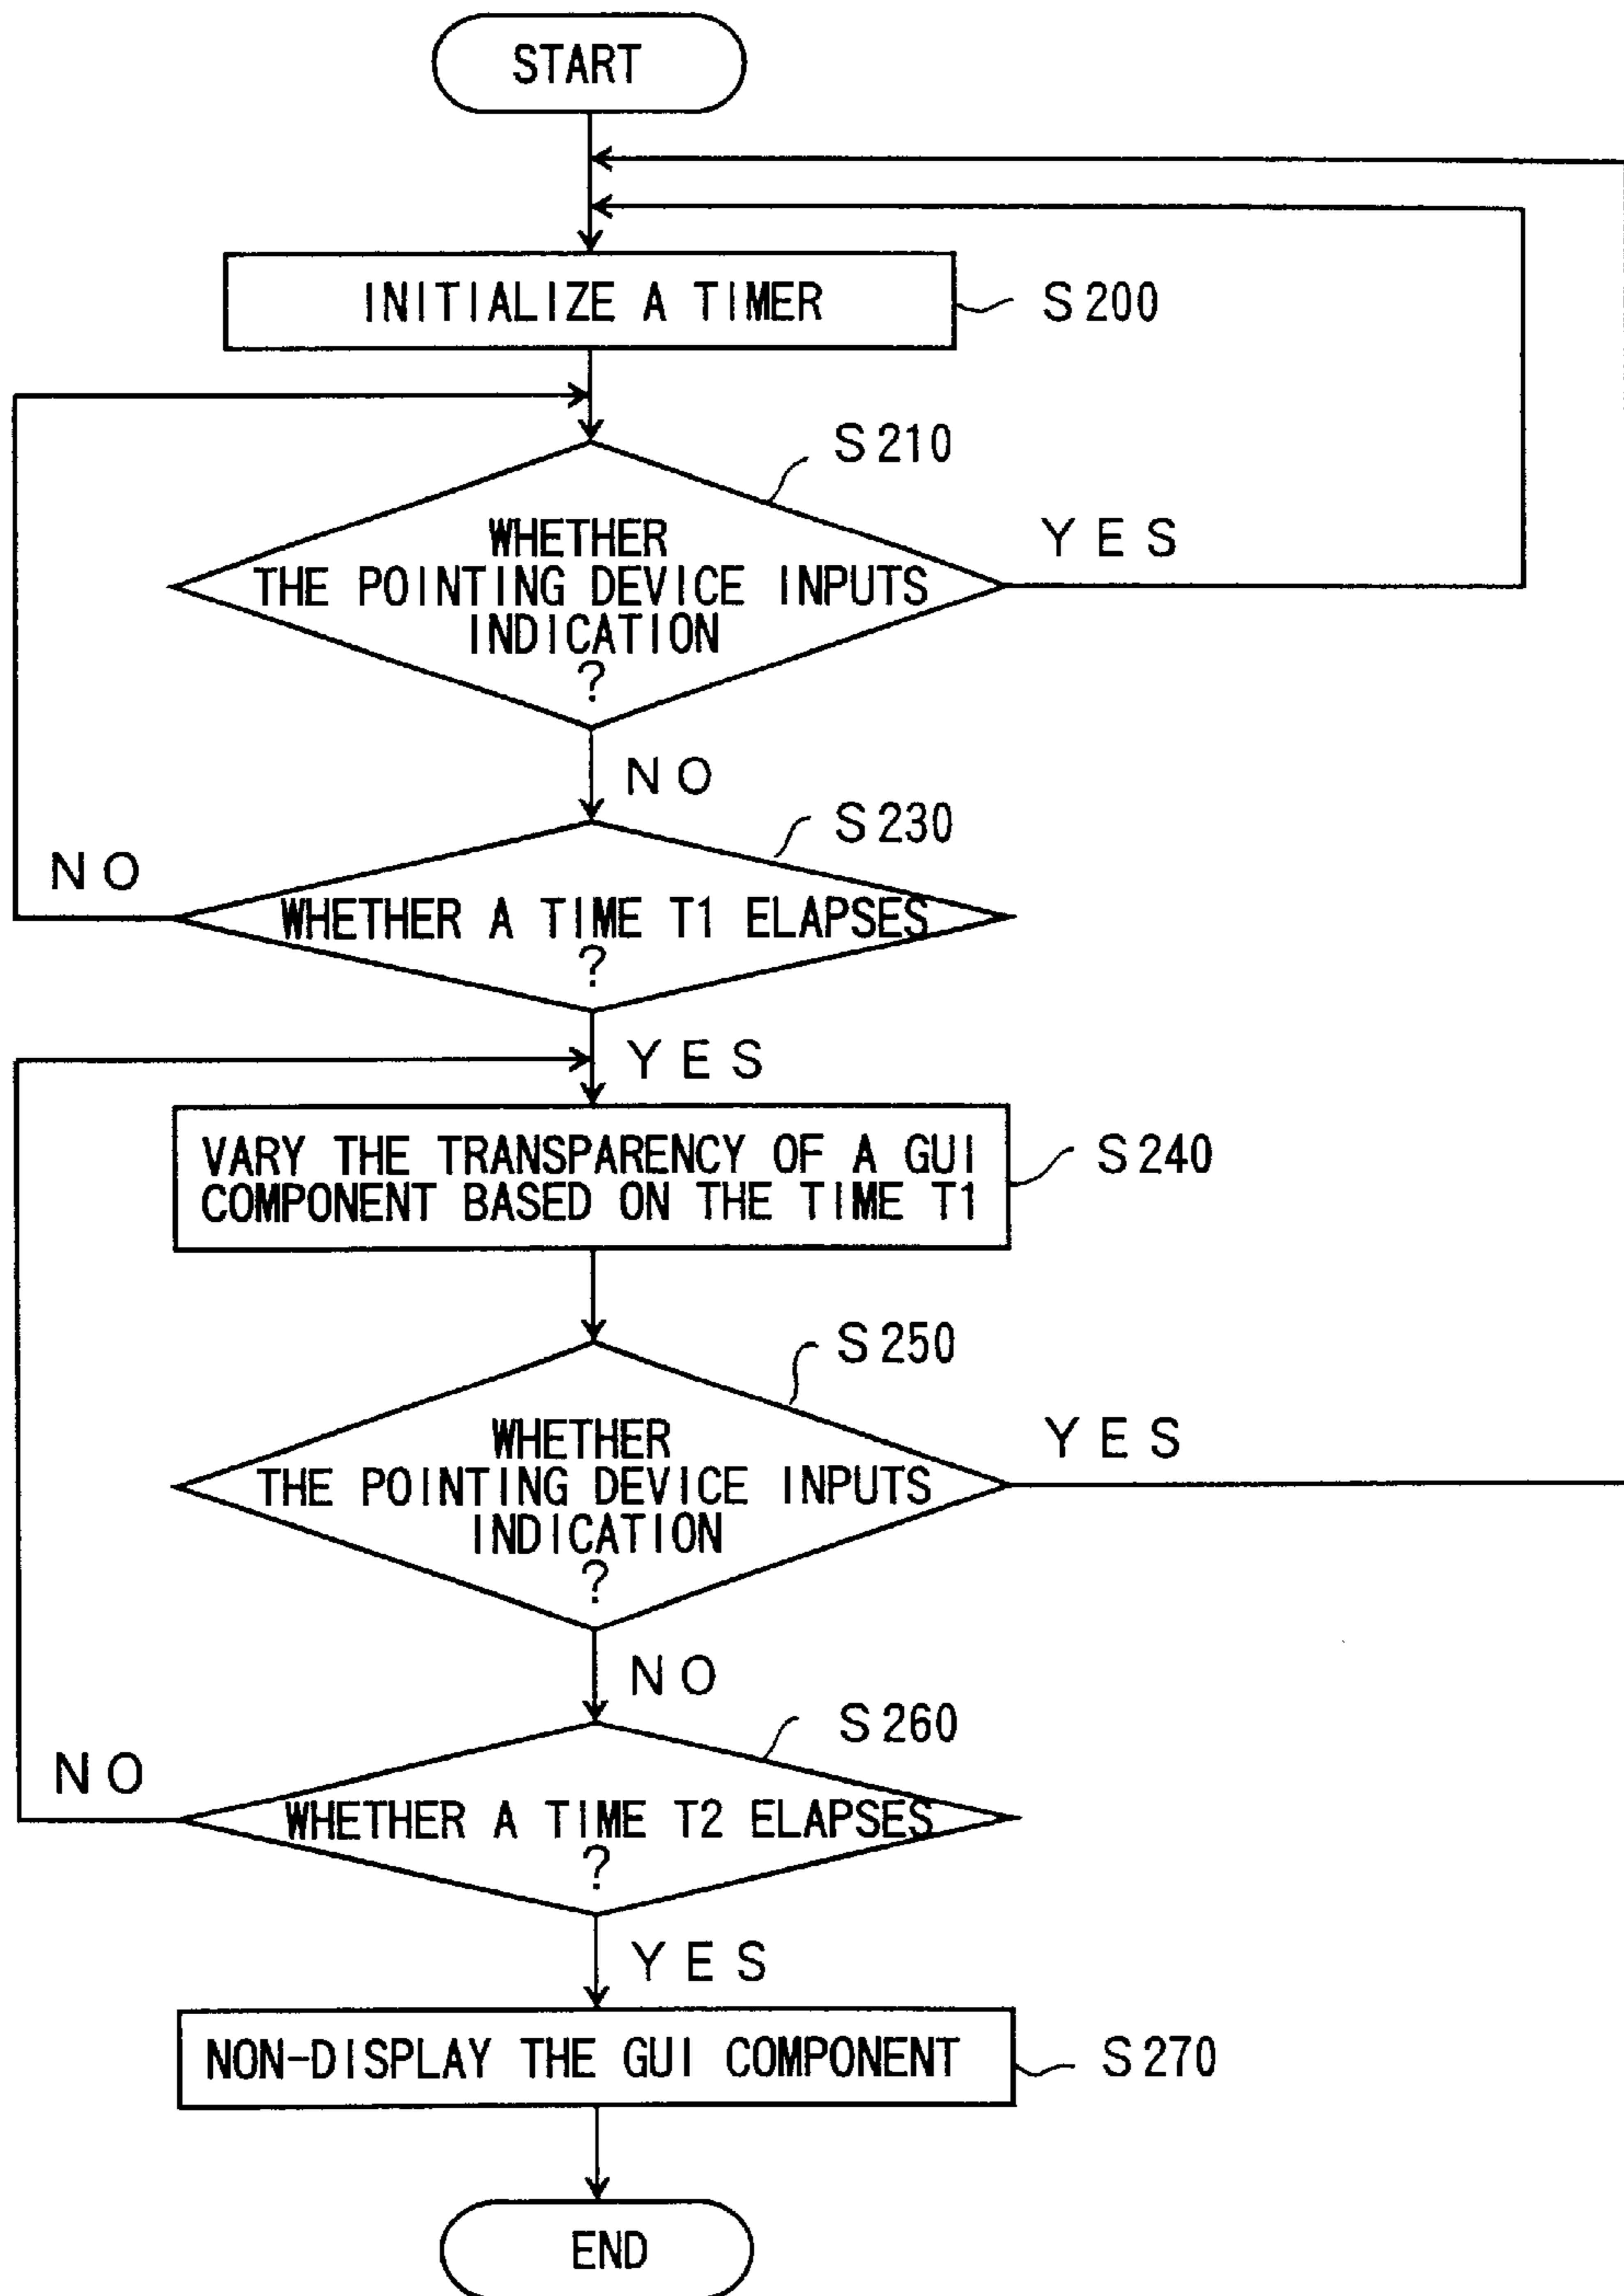 START
INITIALIZE A TIMER
S200
S210
WHETHER
THE POINTING DEVICE INPUTS
INDICATION
?
YES
NO
S230
NO
WHETHER A TIME T1 ELAPSES
?
YES
VARY THE TRANSPARENCY OF A GUI
COMPONENT BASED ON THE TIME T1
S240
S250
WHETHER
THE POINTING DEVICE INPUTS
INDICATION
?
YES
NO
S260
NO
WHETHER A TIME T2 ELAPSES
?
YES
NON-DISPLAY THE GUI COMPONENT
S270
END